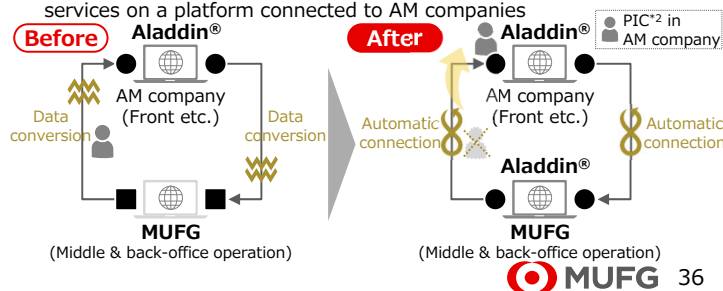 services on a platform connected to AM companies
Before
Aladdin®
AM company
(Front etc.)
Data
conversion
Data
conversion
MUFG
(Middle & back-office operation)
After
Aladdin®
PIC*2 in
AM company
AM company
(Front etc.)
Automatic
connection
Automatic
connection
Aladdin®
MUFG
(Middle & back-office operation)
MUFG 36